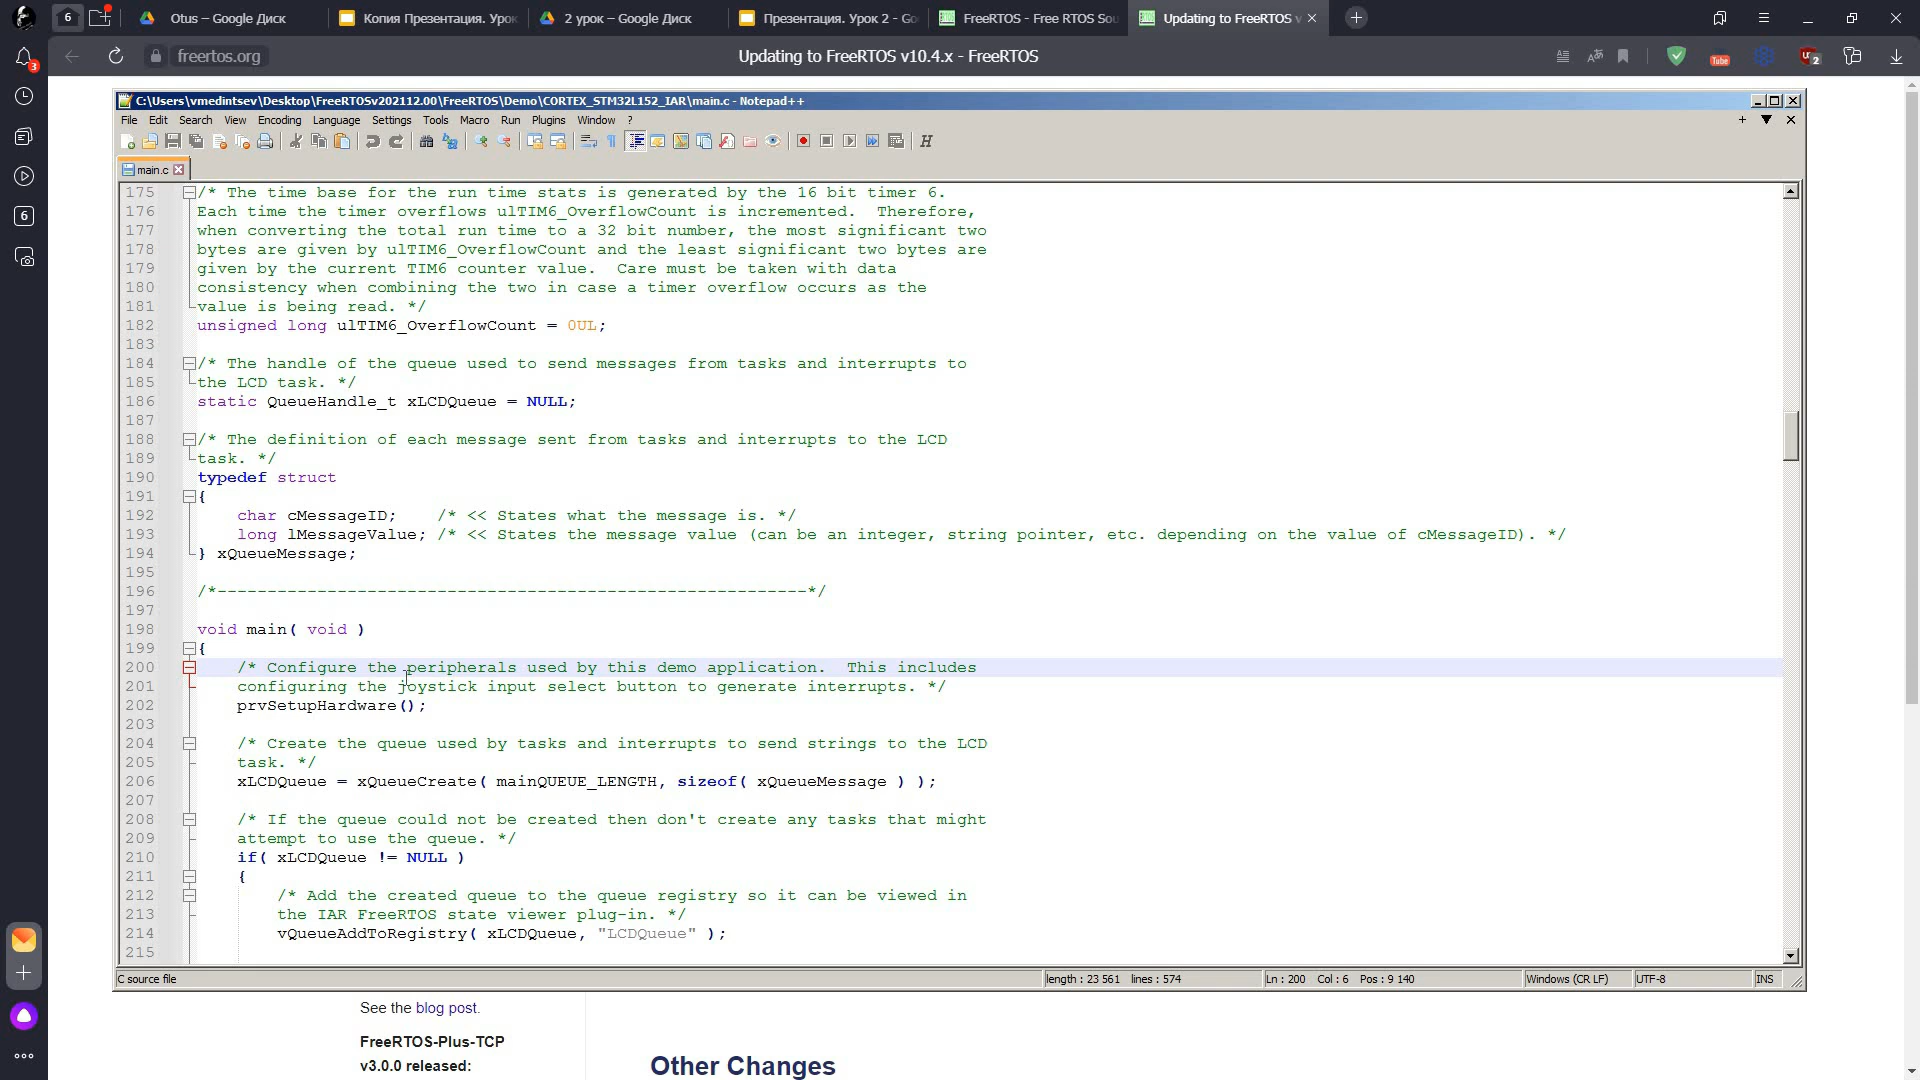 6
Otus – Google Диск
Копия Презентация. Урок
2 урок – Google Диск
Презентация. Урок 2 - Go
FreeRTOS - Free RTOS Sou
Updating to FreeRTOS v
3
freertos.org
Updating to FreeRTOS v10.4.x - FreeRTOS
Tube
2
6
C:\Users\vmedintsev\Desktop\FreeRTOSv202112.00\FreeRTOS\Demo\CORTEX_STM32L152_IAR\main.c - Notepad++
File Edit Search View Encoding Language Settings Tools Macro Run Plugins Window ?
main.c
175 /* The time base for the run time stats is generated by the 16 bit timer 6.
176 Each time the timer overflows ulTIM6_OverflowCount is incremented.  Therefore,
177 when converting the total run time to a 32 bit number, the most significant two
178 bytes are given by ulTIM6_OverflowCount and the least significant two bytes are
179 given by the current TIM6 counter value.  Care must be taken with data
180 consistency when combining the two in case a timer overflow occurs as the
181 value is being read. */
182 unsigned long ulTIM6_OverflowCount = 0UL;
183
184 /* The handle of the queue used to send messages from tasks and interrupts to
185 the LCD task. */
186 static QueueHandle_t xLCDQueue = NULL;
187
188 /* The definition of each message sent from tasks and interrupts to the LCD
189 task. */
190 typedef struct
191 {
192     char cMessageID;    /* << States what the message is. */
193     long lMessageValue; /* << States the message value (can be an integer, string pointer, etc. depending on the value of cMessageID). */
194 } xQueueMessage;
195
196 /*-----------------------------------------------------------*/
197
198 void main( void )
199 {
200     /* Configure the peripherals used by this demo application.  This includes
201     configuring the joystick input select button to generate interrupts. */
202     prvSetupHardware();
203
204     /* Create the queue used by tasks and interrupts to send strings to the LCD
205     task. */
206     xLCDQueue = xQueueCreate( mainQUEUE_LENGTH, sizeof( xQueueMessage ) );
207
208     /* If the queue could not be created then don't create any tasks that might
209     attempt to use the queue. */
210     if( xLCDQueue != NULL )
211     {
212         /* Add the created queue to the queue registry so it can be viewed in
213         the IAR FreeRTOS state viewer plug-in. */
214         vQueueAddToRegistry( xLCDQueue, "LCDQueue" );
215
C source file length : 23 561 lines : 574 Ln : 200 Col : 6 Pos : 9 140 Windows (CR LF) UTF-8 INS
See the blog post.
FreeRTOS-Plus-TCP
v3.0.0 released:
Other Changes